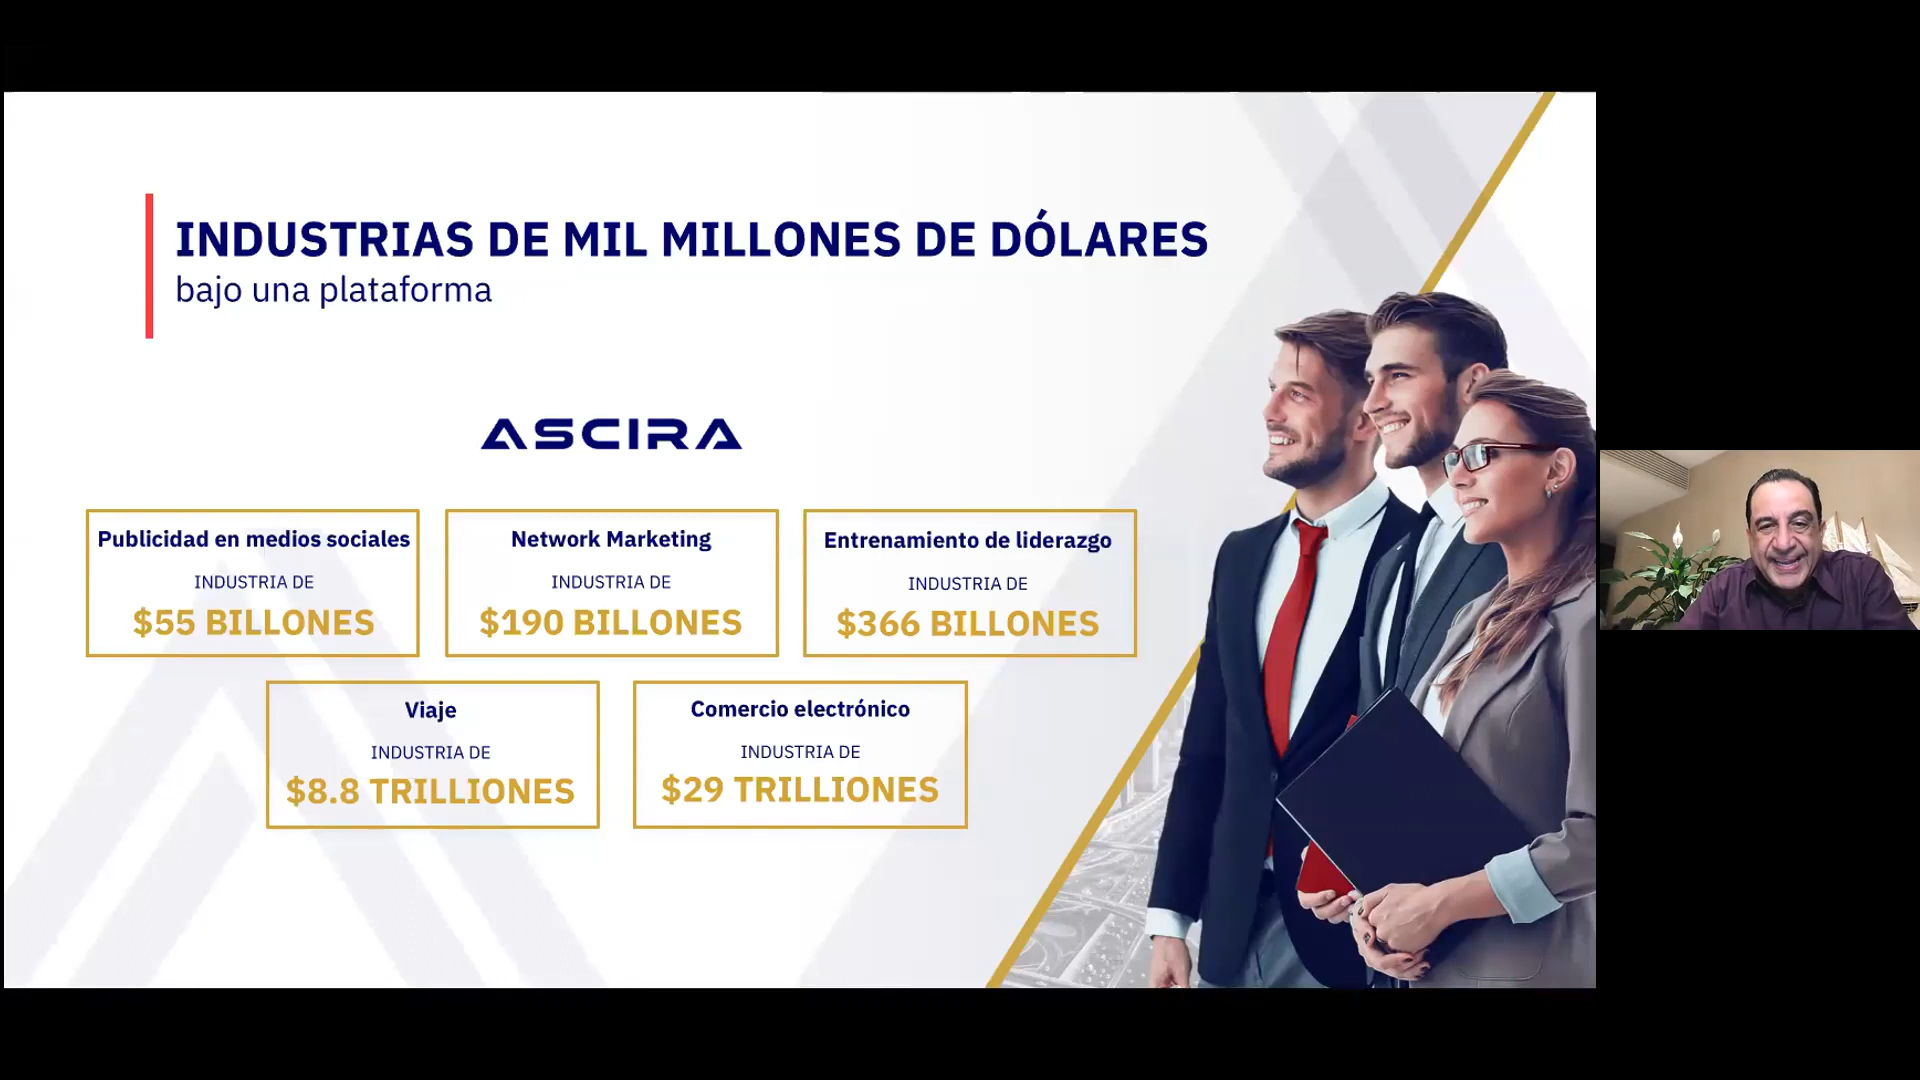 INDUSTRIAS DE MIL MILLONES DE DÓLARES
bajo una plataforma
ASCIRA
Publicidad en medios sociales
INDUSTRIA DE
$55 BILLONES
Network Marketing
INDUSTRIA DE
$190 BILLONES
Entrenamiento de liderazgo
INDUSTRIA DE
$366 BILLONES
Viaje
INDUSTRIA DE
$8.8 TRILLIONES
Comercio electrónico
INDUSTRIA DE
$29 TRILLIONES